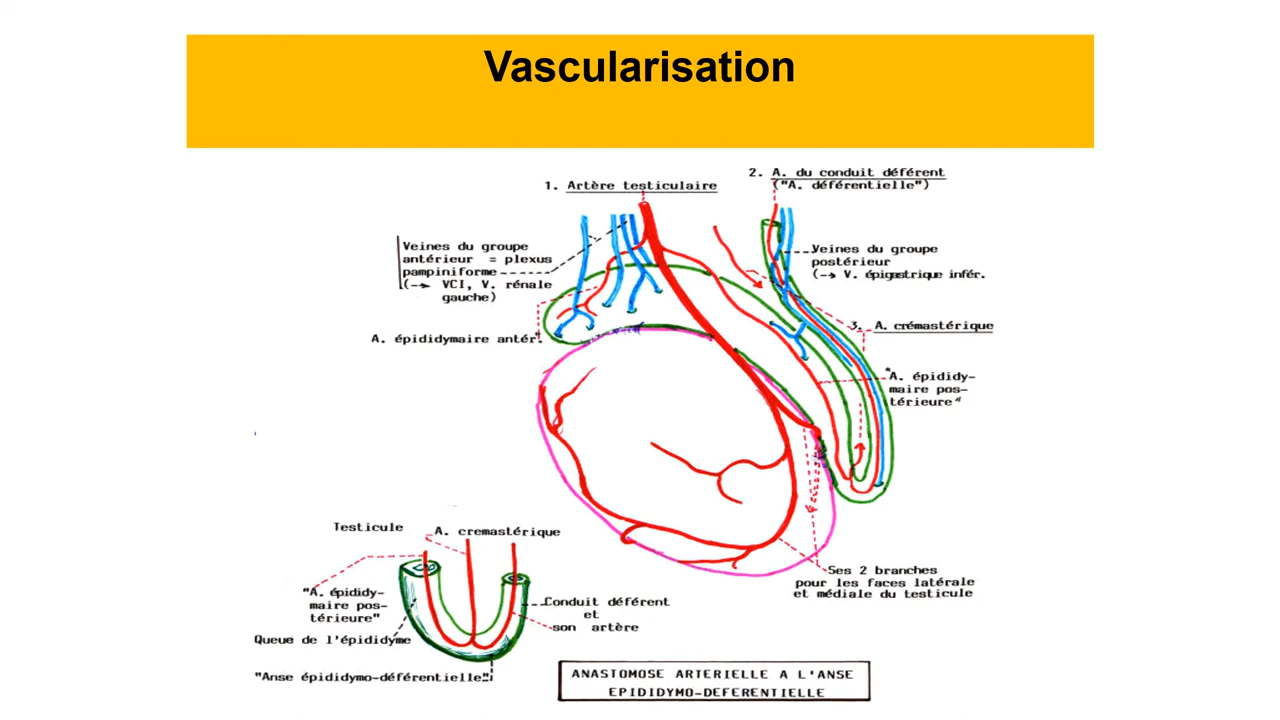 Vascularisation
1. Artère testiculaire
2. A. du conduit déférent
("A. déférentielle")
Veines du groupe
antérieur = plexus
pampiniforme
(→ VCI, V. rénale
gauche)
A. épididymaire antér.
Veines du groupe
postérieur
(→ V. épigastrique infér.
3. A. crémastérique
"A. épididy-
maire pos-
térieure"
Ses 2 branches
pour les faces latérale
et médiale du testicule
Testicule
A. cremastérique
"A. épididy-
maire pos-
térieure"
Queue de l'épididyme
"Anse épididymo-déférentielle"
Conduit déférent
et
son artère
ANASTOMOSE ARTERIELLE A L'ANSE
EPIDIDYMO-DEFERENTIELLE